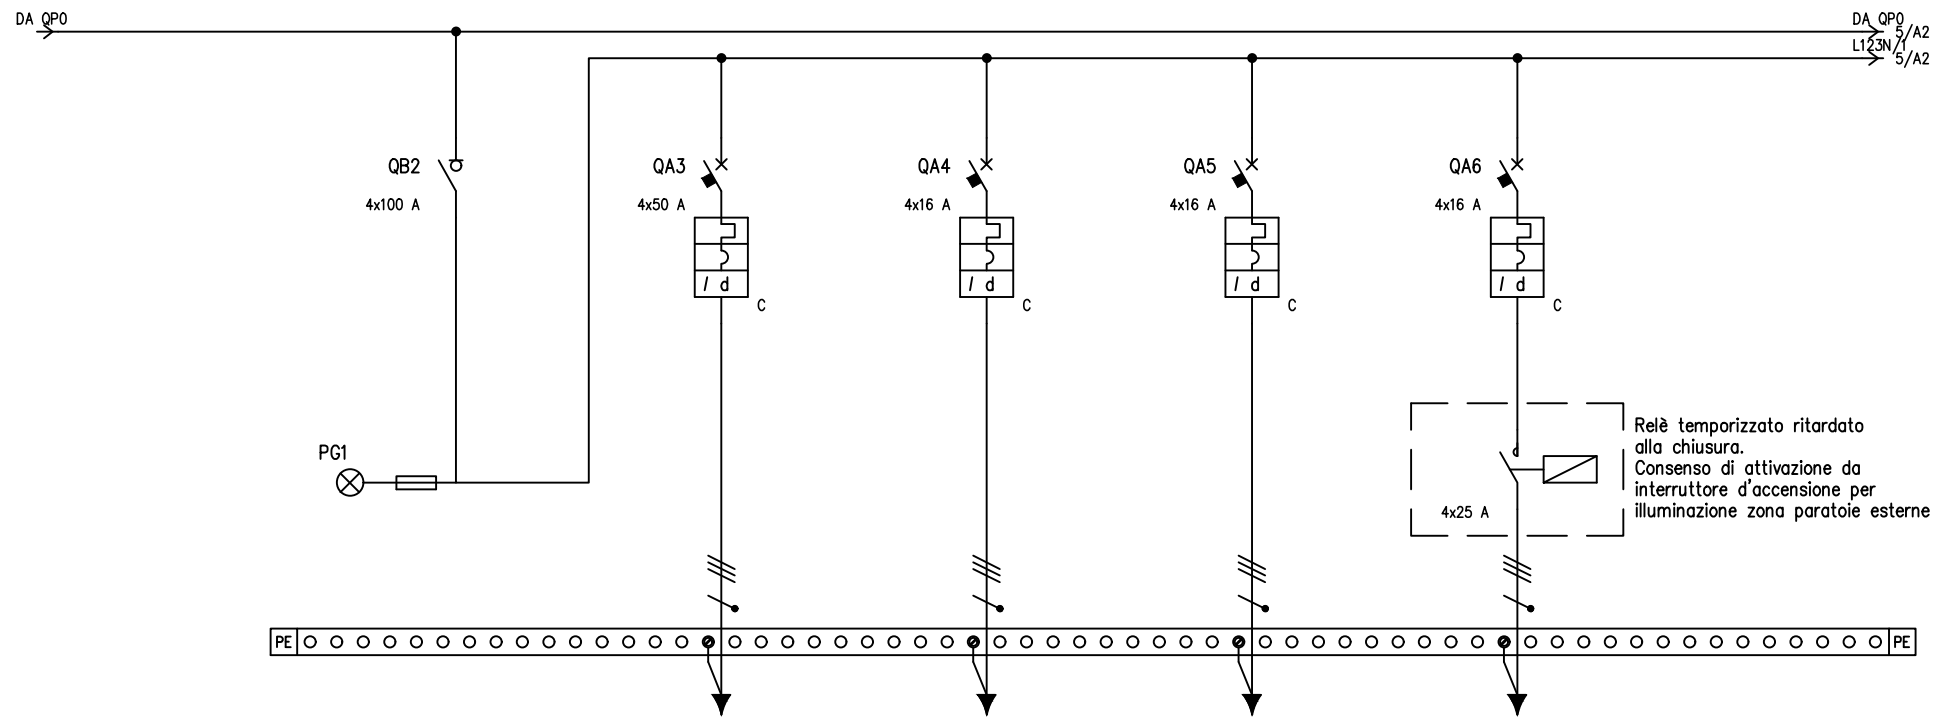 DA QP0
DA QP0
5/A2
L123N/1
5/A2
QB2
4x100 A
QA3
4x50 A
I d
C
QA4
4x16 A
I d
C
QA5
4x16 A
I d
C
QA6
4x16 A
I d
C
PG1
4x25 A
Relè temporizzato ritardato
alla chiusura.
Consenso di attivazione da
interruttore d'accensione per
illuminazione zona paratoie esterne
PE
PE